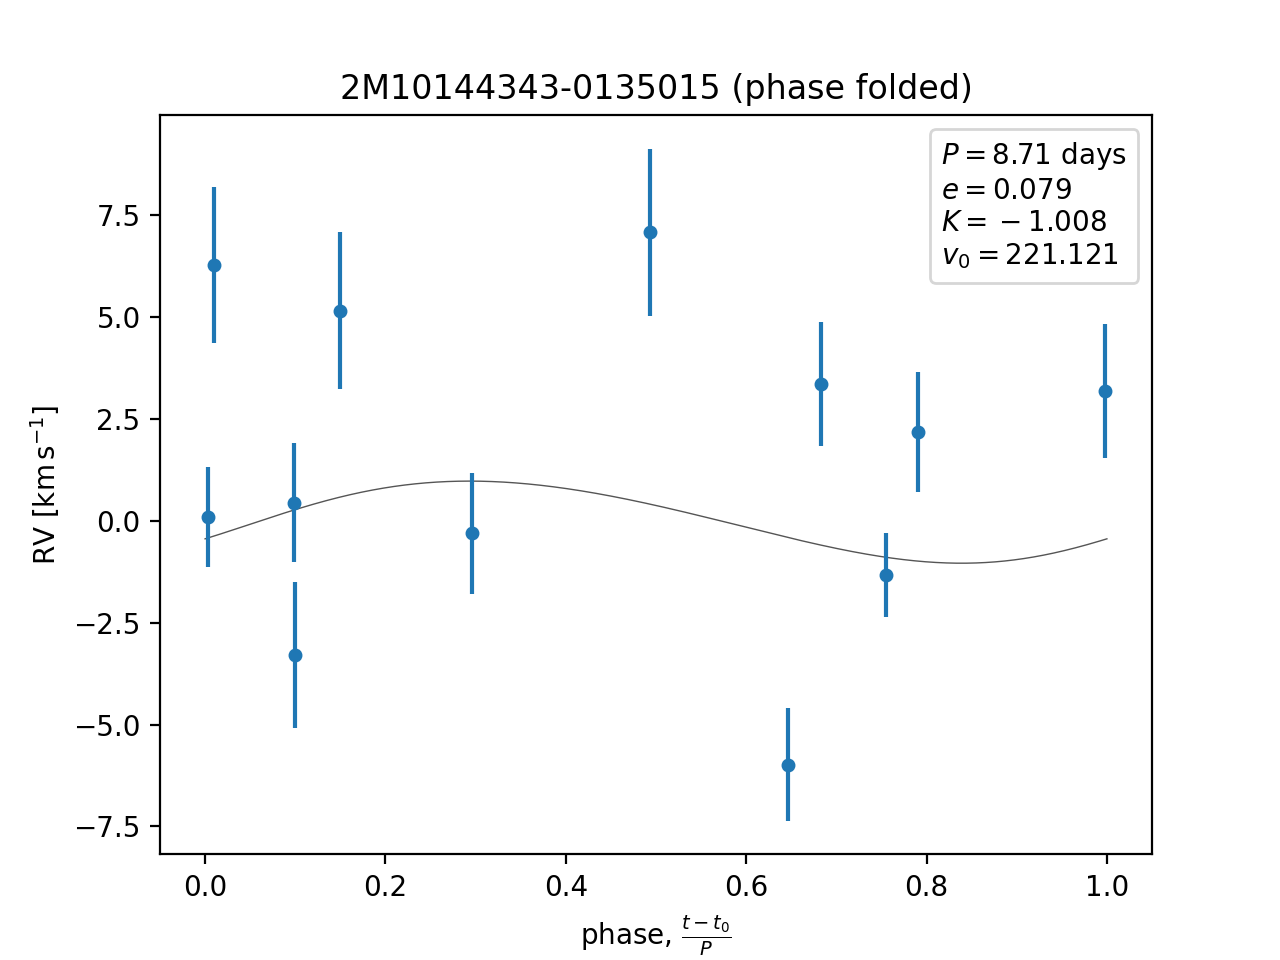 2M10144343-0135015 (phase folded)
P = 8.71 days
e = 0.079
K = −1.008
v₀ = 221.121
RV [km s⁻¹]
7.5
5.0
2.5
0.0
−2.5
−5.0
−7.5
0.0 0.2 0.4 0.6 0.8 1.0
phase, (t − t₀)/P